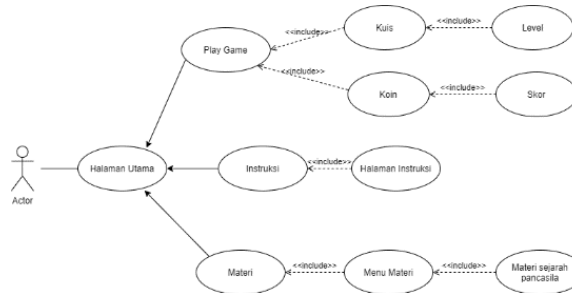 <<include>>
<<include>>
Kuis
Level
Play Game
<<include>>
<<include>>
Koin
Skor
Actor
Halaman Utama
Instruksi
<<include>>
Halaman Instruksi
Materi
<<include>>
Menu Materi
<<include>>
Materi sejarah
pancasila